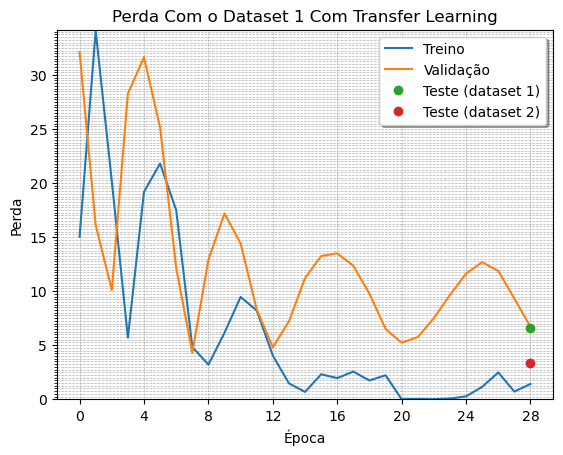 Perda Com o Dataset 1 Com Transfer Learning
Treino
Validação
Teste (dataset 1)
Teste (dataset 2)
Perda
30
25
20
15
10
5
0
0 4 8 12 16 20 24 28
Época